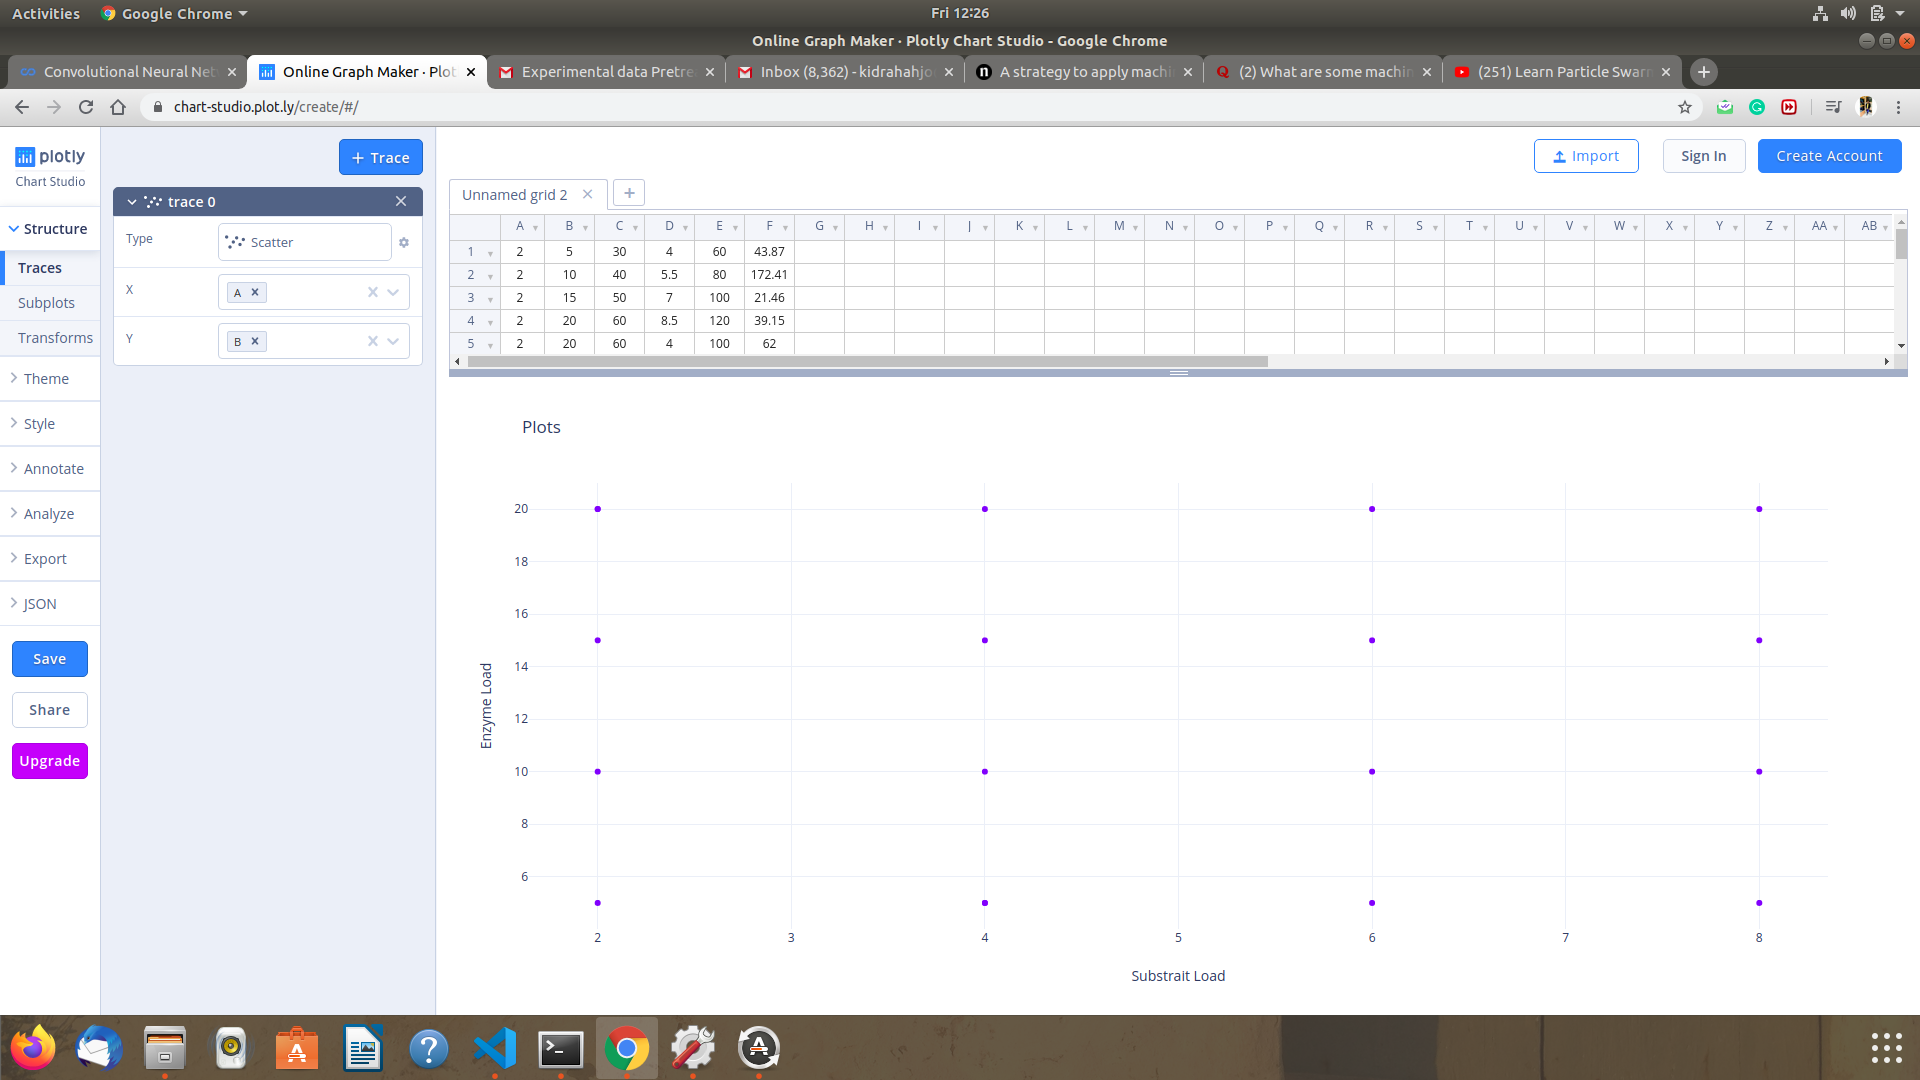 Activities Google Chrome Fri 12:26
Online Graph Maker · Plotly Chart Studio - Google Chrome
Convolutional Neural Net Online Graph Maker · Plot Experimental data Pretre Inbox (8,362) - kidrahahjo n A strategy to apply machi (2) What are some machin (251) Learn Particle Swar
chart-studio.plot.ly/create/#/
plotly
Chart Studio
Structure
Traces
Subplots
Transforms
Theme
Style
Annotate
Analyze
Export
JSON
Save
Share
Upgrade
+ Trace
trace 0
Type Scatter
X A
Y B
Import Sign In Create Account
Unnamed grid 2 +
A B C D E F G H I J K L M N O P Q R S T U V W X Y Z AA AB
1 2 5 30 4 60 43.87
2 2 10 40 5.5 80 172.41
3 2 15 50 7 100 21.46
4 2 20 60 8.5 120 39.15
5 2 20 60 4 100 62
Plots
20
18
16
14
12
10
8
6
Enzyme Load
2 3 4 5 6 7 8
Substrait Load